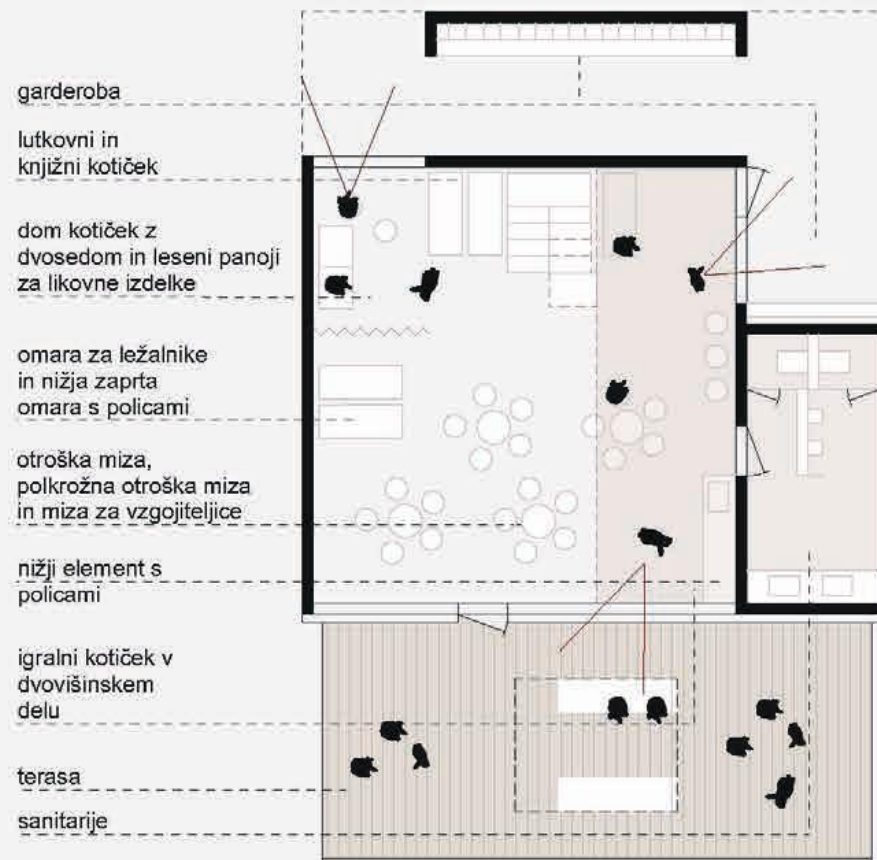 garderoba
lutkovni in
knjižni kotiček
dom kotiček z
dvosedom in leseni panoji
za likovne izdelke
omara za ležalnike
in nižja zaprta
omara s policami
otroška miza,
polkrožna otroška miza
in miza za vzgojiteljice
nižji element s
policami
igralni kotiček v
dvovišinskem
delu
terasa
sanitarije